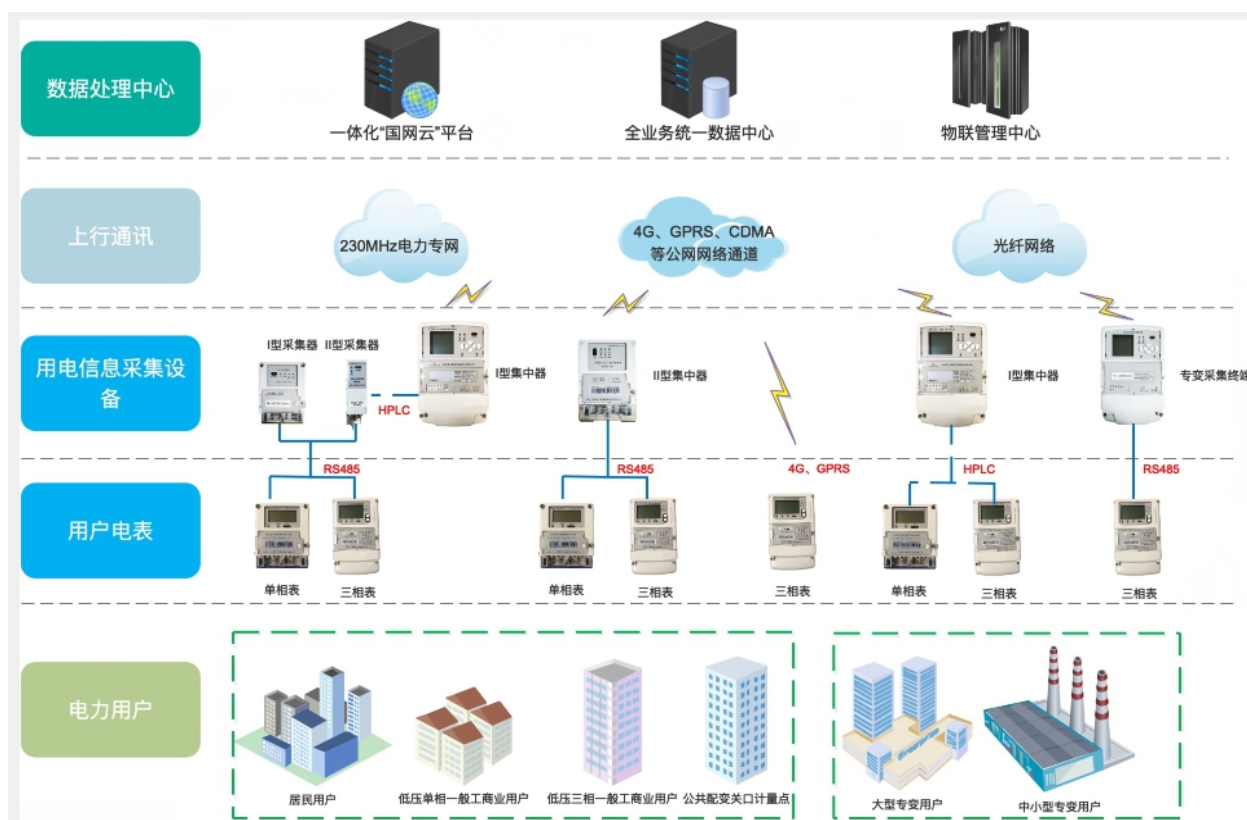 数据处理中心
一体化“国网云”平台
全业务统一数据中心
物联管理中心
上行通讯
230MHz电力专网
4G、GPRS、CDMA
等公网网络通道
光纤网络
用电信息采集设
备
I型采集器
II型采集器
I型集中器
HPLC
II型集中器
I型集中器
专变采集终端
RS485
RS485
4G、GPRS
HPLC
RS485
用户电表
单相表
三相表
单相表
三相表
三相表
单相表
三相表
三相表
电力用户
居民用户
低压单相一般工商业用户
低压三相一般工商业用户
公共配变关口计量点
大型专变用户
中小型专变用户